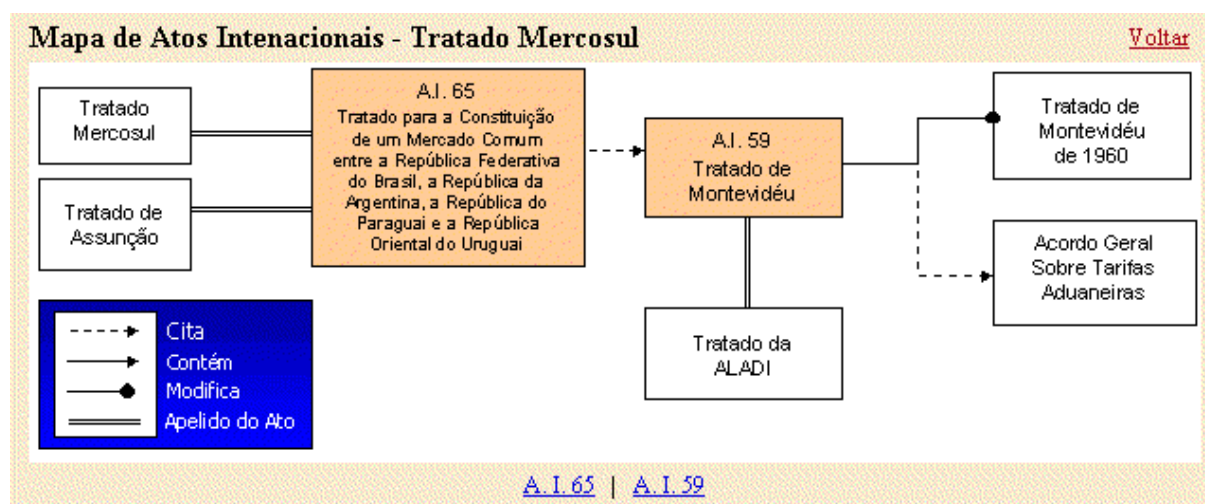 Mapa de Atos Intenacionais - Tratado Mercosul
Voltar
Tratado
Mercosul
Tratado de
Assunção
A.I. 65
Tratado para a Constituição
de um Mercado Comum
entre a República Federativa
do Brasil, a República da
Argentina, a República do
Paraguai e a República
Oriental do Uruguai
A.I. 59
Tratado de
Montevidéu
Tratado de
Montevidéu
de 1960
Acordo Geral
Sobre Tarifas
Aduaneiras
Tratado da
ALADI
Cita
Contém
Modifica
Apelido do Ato
A. I. 65 | A. I. 59